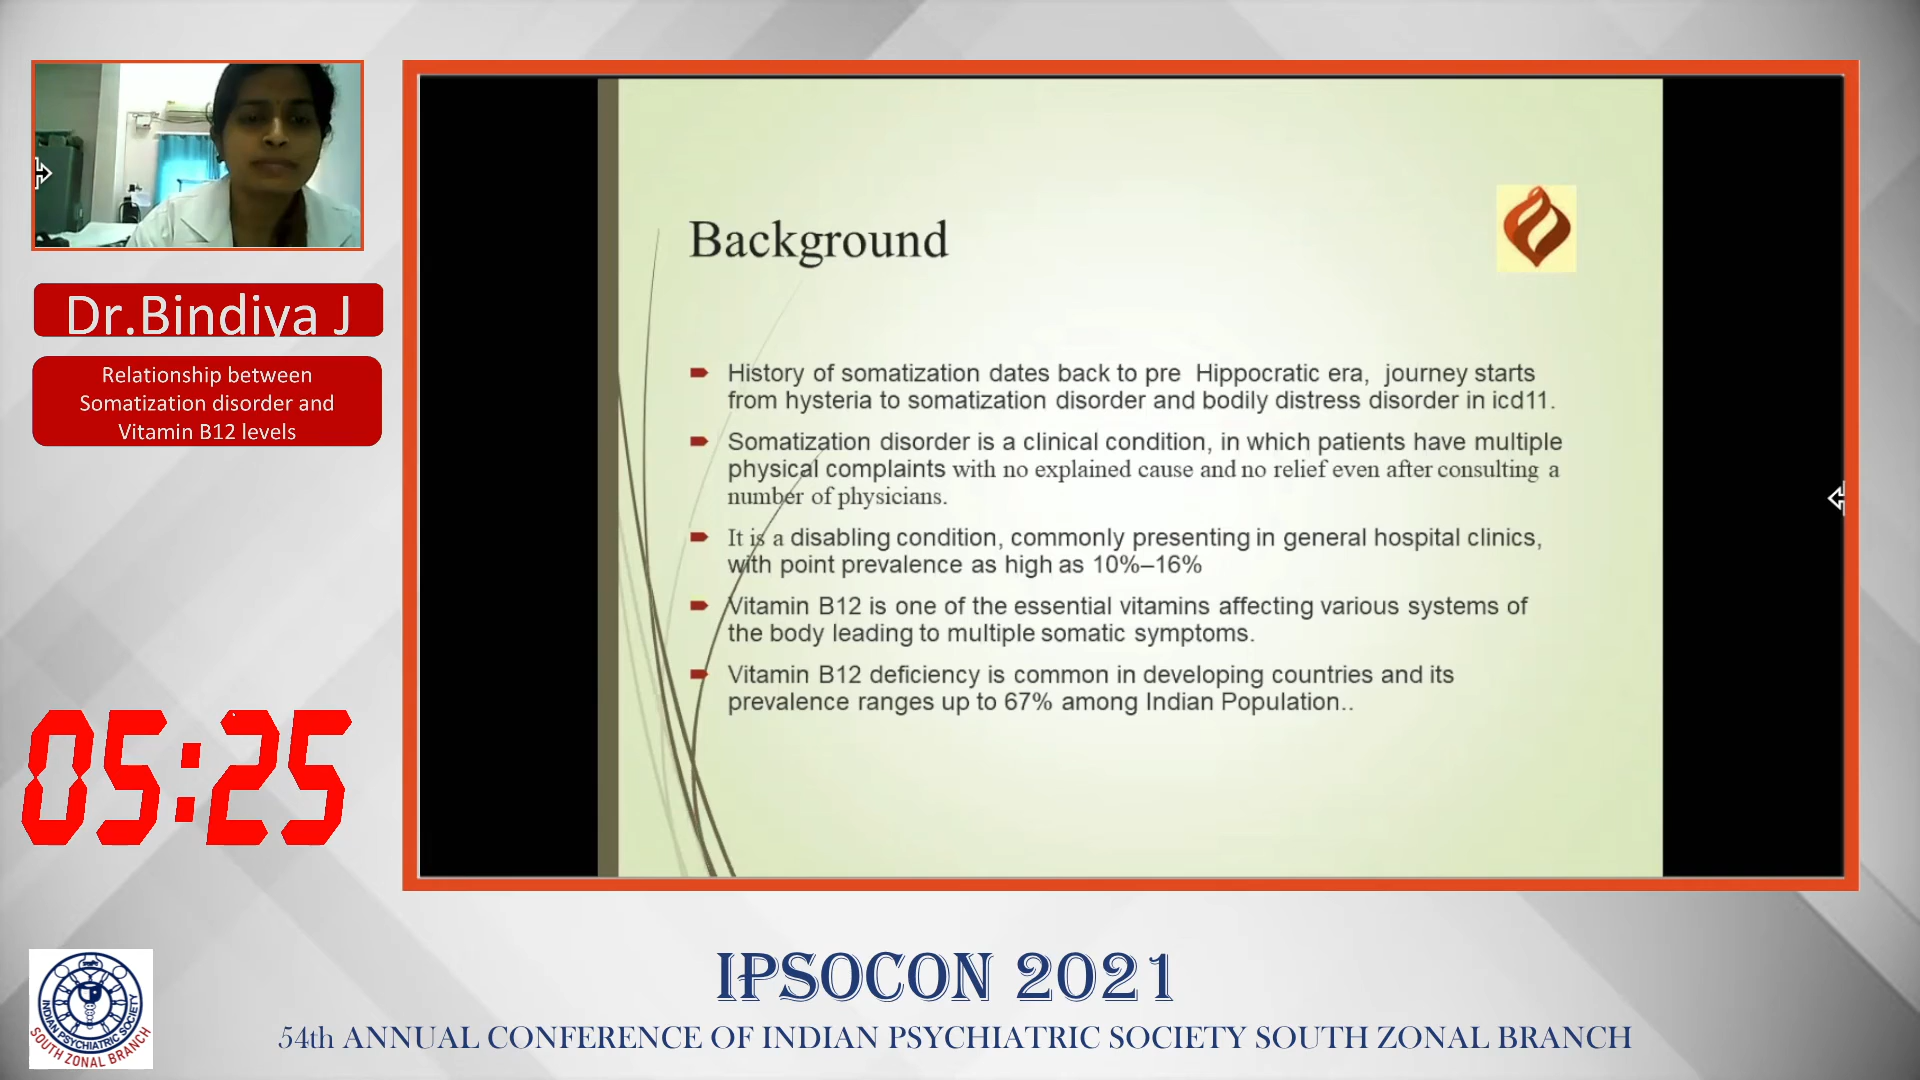 Dr.Bindiya J
Relationship between
Somatization disorder and
Vitamin B12 levels
05:25
Background
History of somatization dates back to pre Hippocratic era, journey starts
from hysteria to somatization disorder and bodily distress disorder in icd11.
Somatization disorder is a clinical condition, in which patients have multiple
physical complaints with no explained cause and no relief even after consulting a
number of physicians.
It is a disabling condition, commonly presenting in general hospital clinics,
with point prevalence as high as 10%–16%
Vitamin B12 is one of the essential vitamins affecting various systems of
the body leading to multiple somatic symptoms.
Vitamin B12 deficiency is common in developing countries and its
prevalence ranges up to 67% among Indian Population..
INDIAN PSYCHIATRIC SOCIETY
SOUTH ZONAL BRANCH
IPSOCON 2021
54th ANNUAL CONFERENCE OF INDIAN PSYCHIATRIC SOCIETY SOUTH ZONAL BRANCH